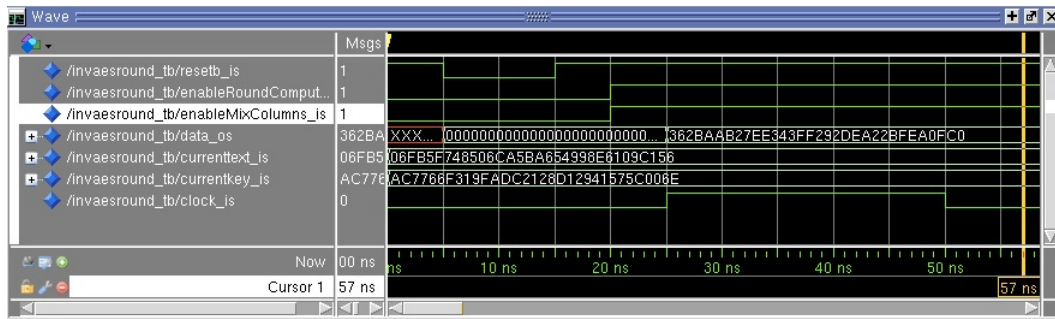 Wave
Msgs
/invaesround_tb/resetb_is 1
/invaesround_tb/enableRoundComput... 1
/invaesround_tb/enableMixColumns_is 1
/invaesround_tb/data_os 362BA XXX... 00000000000000000000000... 362BAAB27EE343FF292DEA22BFEA0FC0
/invaesround_tb/currenttext_is 06FB5 06FB5F748506CA5BA654998E6109C156
/invaesround_tb/currentkey_is AC776 AC7766F319FADC2128D12941575C006E
/invaesround_tb/clock_is 0
Now 00 ns ns 10 ns 20 ns 30 ns 40 ns 50 ns
Cursor 1 57 ns 57 ns